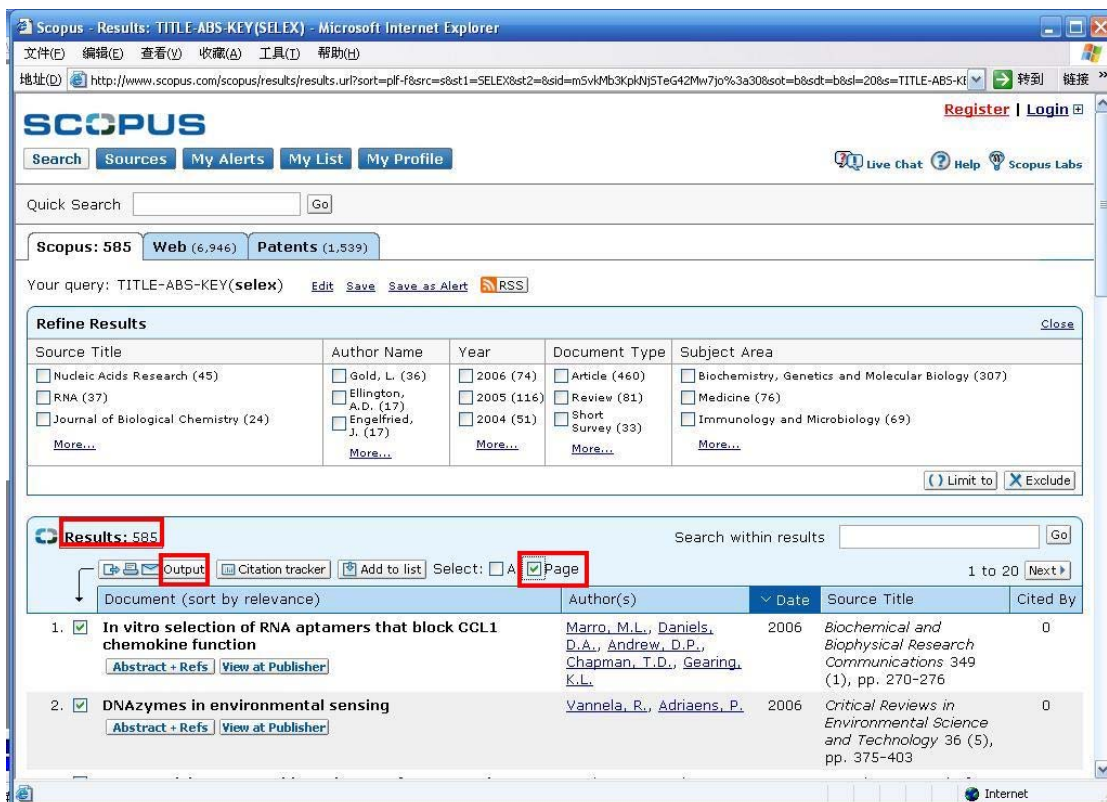 Scopus - Results: TITLE-ABS-KEY(SELEX) - Microsoft Internet Explorer
文件(F) 编辑(E) 查看(V) 收藏(A) 工具(T) 帮助(H)
地址(D) http://www.scopus.com/scopus/results/results.url?sort=plf-f&src=s&st1=SELEX&st2=&sid=mSvkMb3KpkNjSTeG42Mw7jo%3a30&sot=b&sdt=b&sl=20&s=TITLE-ABS-KE 转到 链接 »
Register | Login
SCOPUS
Search Sources My Alerts My List My Profile
Live Chat Help Scopus Labs
Quick Search Go
Scopus: 585 Web (6,946) Patents (1,539)
Your query: TITLE-ABS-KEY(selex) Edit Save Save as Alert RSS
Refine Results Close
Source Title Author Name Year Document Type Subject Area
Nucleic Acids Research (45) Gold, L. (36) 2006 (74) Article (460) Biochemistry, Genetics and Molecular Biology (307)
RNA (37) Ellington, A.D. (17) 2005 (116) Review (81) Medicine (76)
Journal of Biological Chemistry (24) Engelfried, J. (17) 2004 (51) Short Survey (33) Immunology and Microbiology (69)
More... More... More... More... More...
( ) Limit to X Exclude
Results: 585 Search within results Go
Output Citation tracker Add to list Select: A Page 1 to 20 Next
Document (sort by relevance) Author(s) Date Source Title Cited By
1. In vitro selection of RNA aptamers that block CCL1 Marro, M.L., Daniels, 2006 Biochemical and 0
chemokine function D.A., Andrew, D.P., Biophysical Research
Abstract + Refs View at Publisher Chapman, T.D., Gearing, Communications 349
K.L. (1), pp. 270-276
2. DNAzymes in environmental sensing Vannela, R., Adriaens, P. 2006 Critical Reviews in 0
Abstract + Refs View at Publisher Environmental Science
and Technology 36 (5),
pp. 375-403
Internet